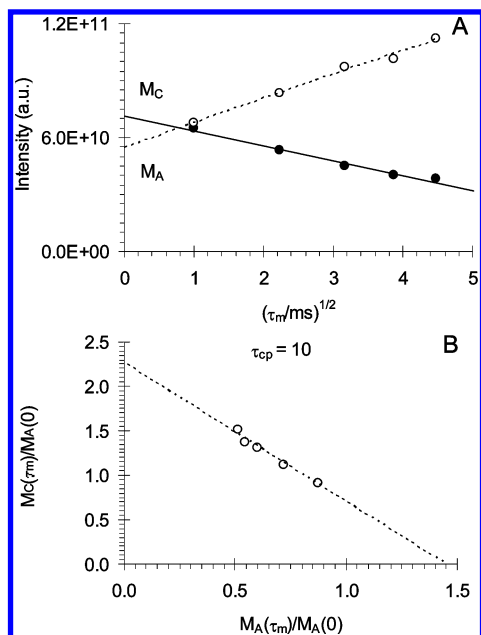 1.2E+11
A
M_C
Intensity (a.u.)
6.0E+10
M_A
0.0E+00
0 1 2 3 4 5
(τ_m/ms)^1/2
τ_cp = 10
B
2.5
2.0
1.5
1.0
0.5
0.0
M_C(τ_m)/M_A(0)
0.0 0.5 1.0 1.5
M_A(τ_m)/M_A(0)